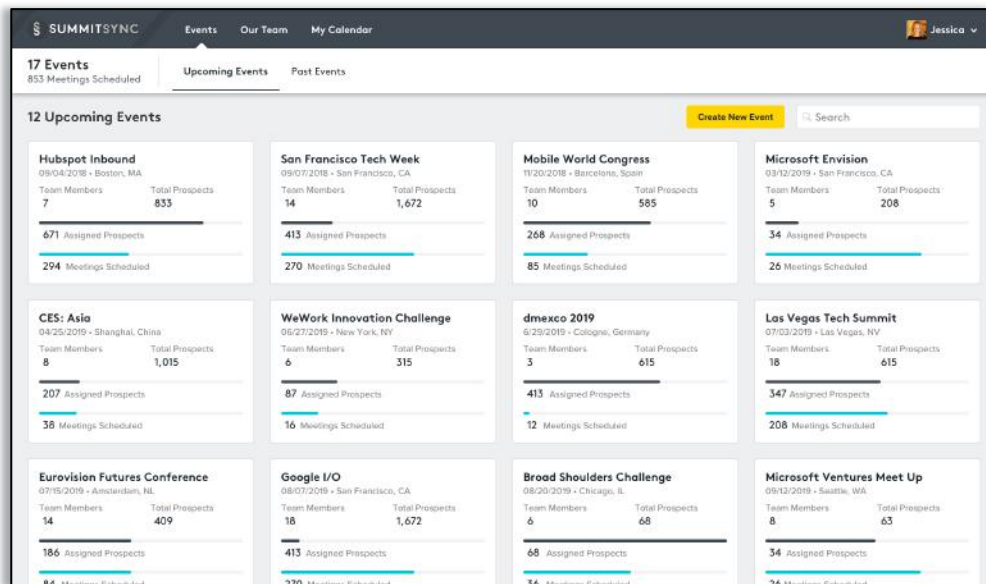 § SUMMITSYNC Events Our Team My Calendar Jessica
17 Events
853 Meetings Scheduled
Upcoming Events Past Events
12 Upcoming Events
Create New Event Search
Hubspot Inbound
09/04/2018 • Boston, MA
Team Members Total Prospects
7 833
671 Assigned Prospects
294 Meetings Scheduled
San Francisco Tech Week
09/07/2018 • San Francisco, CA
Team Members Total Prospects
14 1,672
413 Assigned Prospects
270 Meetings Scheduled
Mobile World Congress
11/20/2018 • Barcelona, Spain
Team Members Total Prospects
10 585
268 Assigned Prospects
85 Meetings Scheduled
Microsoft Envision
03/12/2019 • San Francisco, CA
Team Members Total Prospects
5 208
34 Assigned Prospects
26 Meetings Scheduled
CES: Asia
04/25/2019 • Shanghai, China
Team Members Total Prospects
8 1,015
207 Assigned Prospects
38 Meetings Scheduled
WeWork Innovation Challenge
06/27/2019 • New York, NY
Team Members Total Prospects
6 315
87 Assigned Prospects
16 Meetings Scheduled
dmexco 2019
6/29/2019 • Cologne, Germany
Team Members Total Prospects
3 615
413 Assigned Prospects
12 Meetings Scheduled
Las Vegas Tech Summit
07/03/2019 • Las Vegas, NV
Team Members Total Prospects
18 615
347 Assigned Prospects
208 Meetings Scheduled
Eurovision Futures Conference
07/15/2019 • Amsterdam, NL
Team Members Total Prospects
14 409
186 Assigned Prospects
84 Meetings Scheduled
Google I/O
08/07/2019 • San Francisco, CA
Team Members Total Prospects
18 1,672
413 Assigned Prospects
270 Meetings Scheduled
Broad Shoulders Challenge
08/20/2019 • Chicago, IL
Team Members Total Prospects
6 68
68 Assigned Prospects
36 Meetings Scheduled
Microsoft Ventures Meet Up
09/12/2019 • Seattle, WA
Team Members Total Prospects
8 63
34 Assigned Prospects
26 Meetings Scheduled